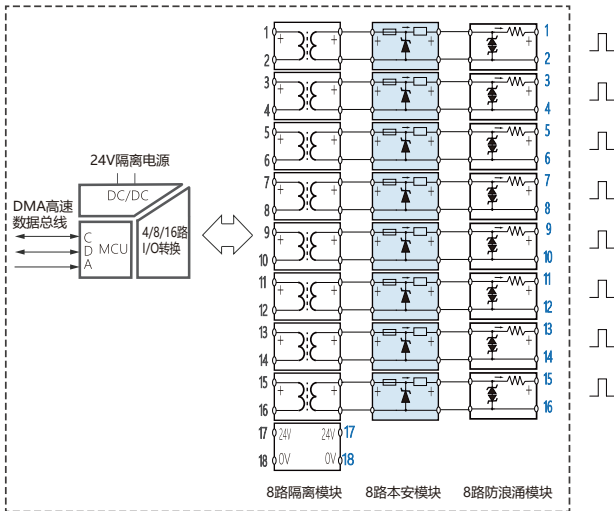 24V隔离电源
DC/DC
DMA高速
数据总线
C
D
A
MCU
4/8/16路
I/O转换
1 1
2 2
3 3
4 4
5 5
6 6
7 7
8 8
9 9
10 10
11 11
12 12
13 13
14 14
15 15
16 16
17 24V 24V 17
18 0V 0V 18
8路隔离模块 8路本安模块 8路防浪涌模块